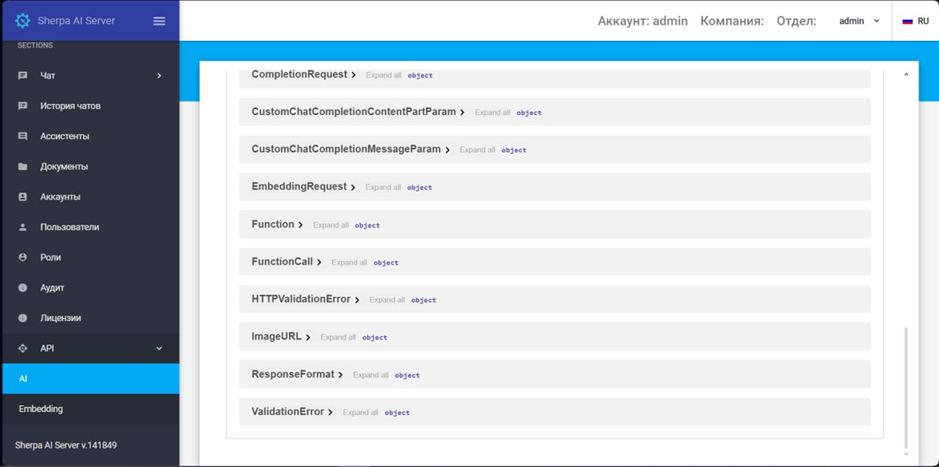 Sherpa AI Server
Аккаунт: admin Компания: Отдел: admin RU
SECTIONS
Чат
История чатов
Ассистенты
Документы
Аккаунты
Пользователи
Роли
Аудит
Лицензии
API
AI
Embedding
Sherpa AI Server v.141849
CompletionRequest Expand all object
CustomChatCompletionContentPartParam Expand all object
CustomChatCompletionMessageParam Expand all object
EmbeddingRequest Expand all object
Function Expand all object
FunctionCall Expand all object
HTTPValidationError Expand all object
ImageURL Expand all object
ResponseFormat Expand all object
ValidationError Expand all object